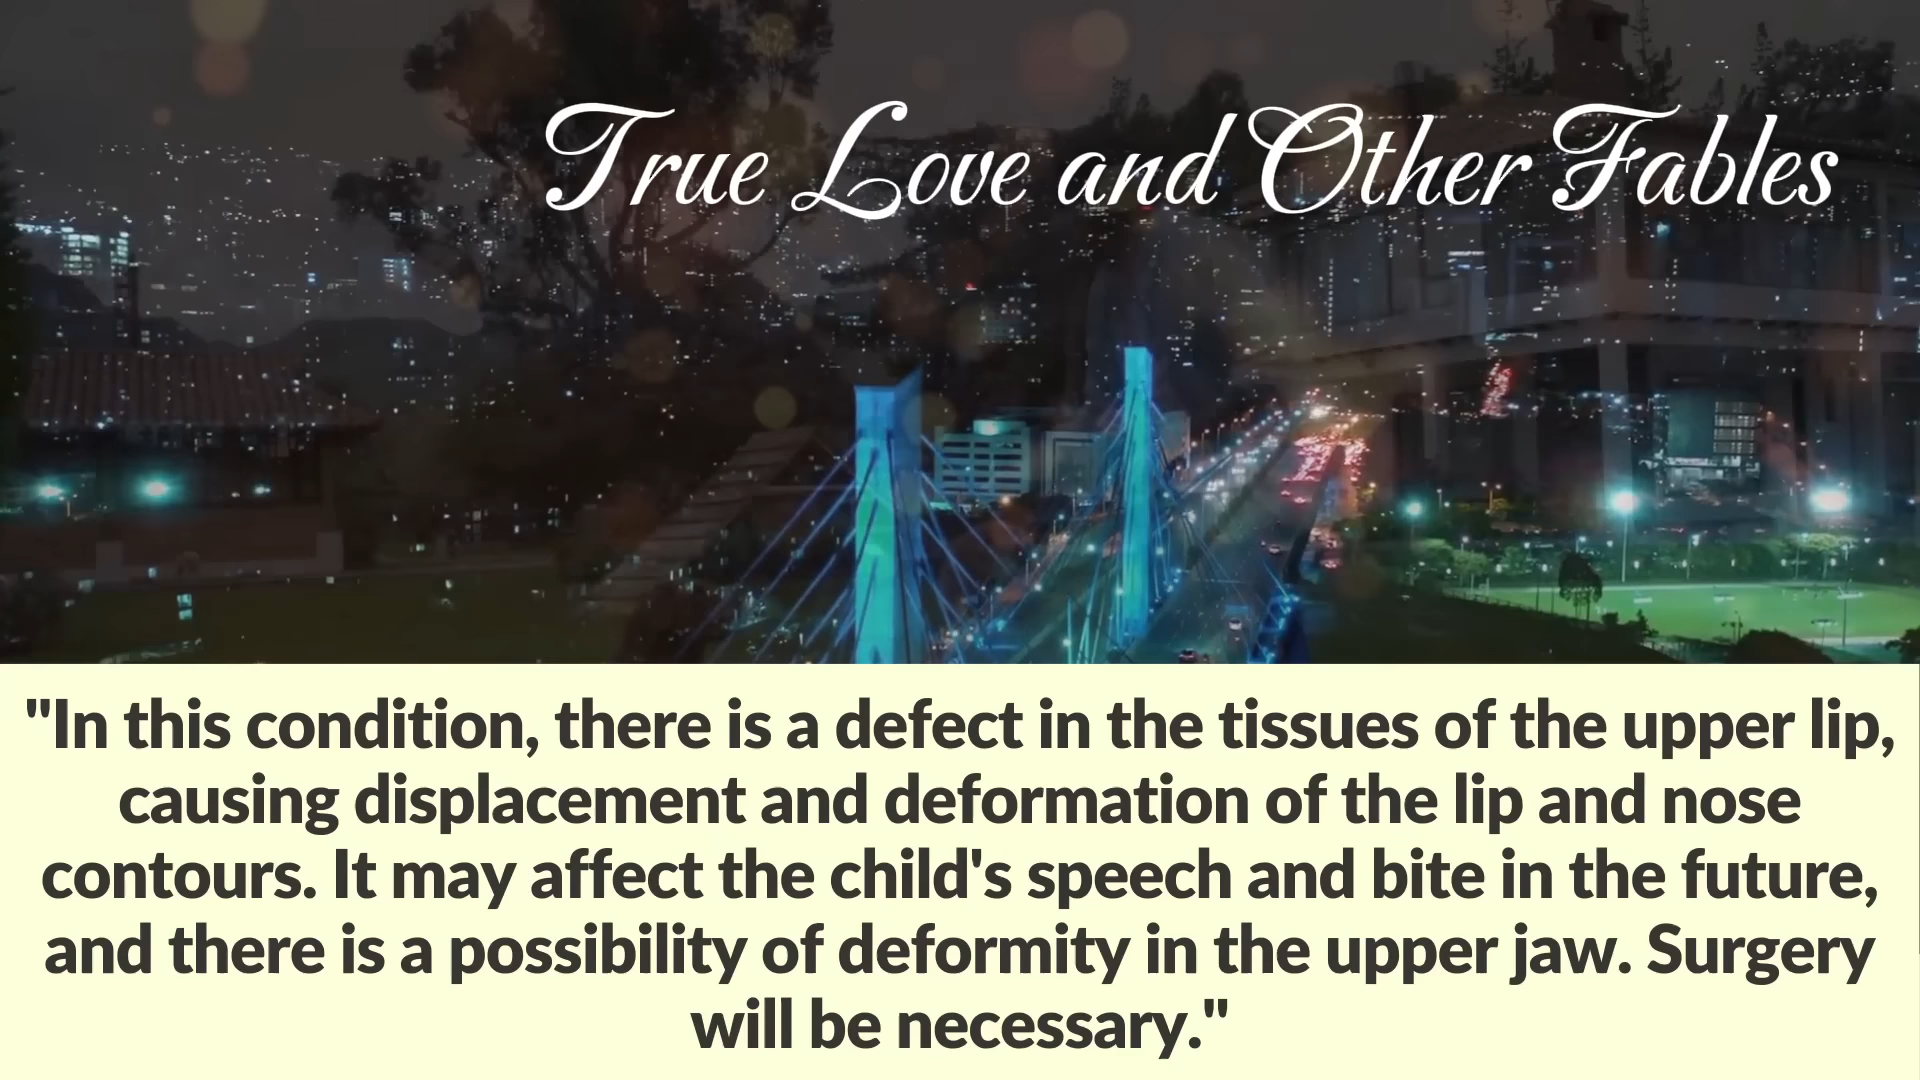 True Love and Other Fables
"In this condition, there is a defect in the tissues of the upper lip,
causing displacement and deformation of the lip and nose
contours. It may affect the child's speech and bite in the future,
and there is a possibility of deformity in the upper jaw. Surgery
will be necessary."